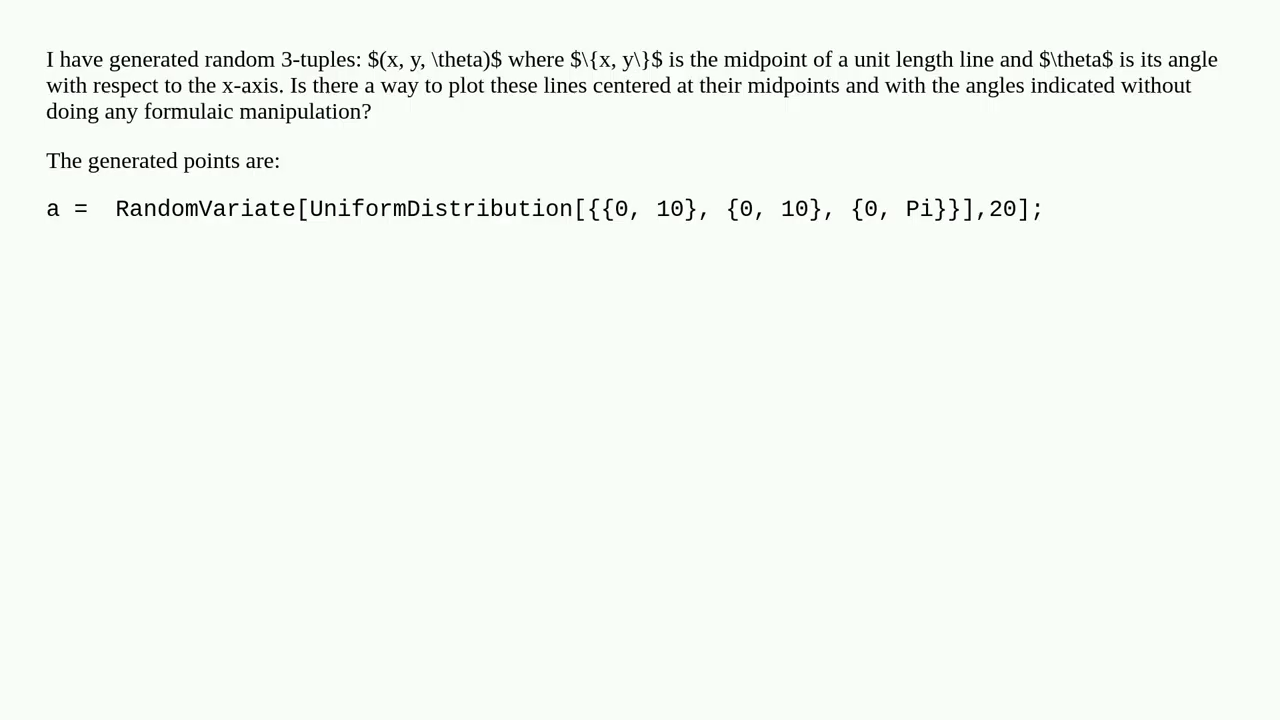 I have generated random 3-tuples: $(x, y, \theta)$ where $\{x, y\}$ is the midpoint of a unit length line and $\theta$ is its angle
with respect to the x-axis. Is there a way to plot these lines centered at their midpoints and with the angles indicated without
doing any formulaic manipulation?
The generated points are:
a =  RandomVariate[UniformDistribution[{{0, 10}, {0, 10}, {0, Pi}}],20];